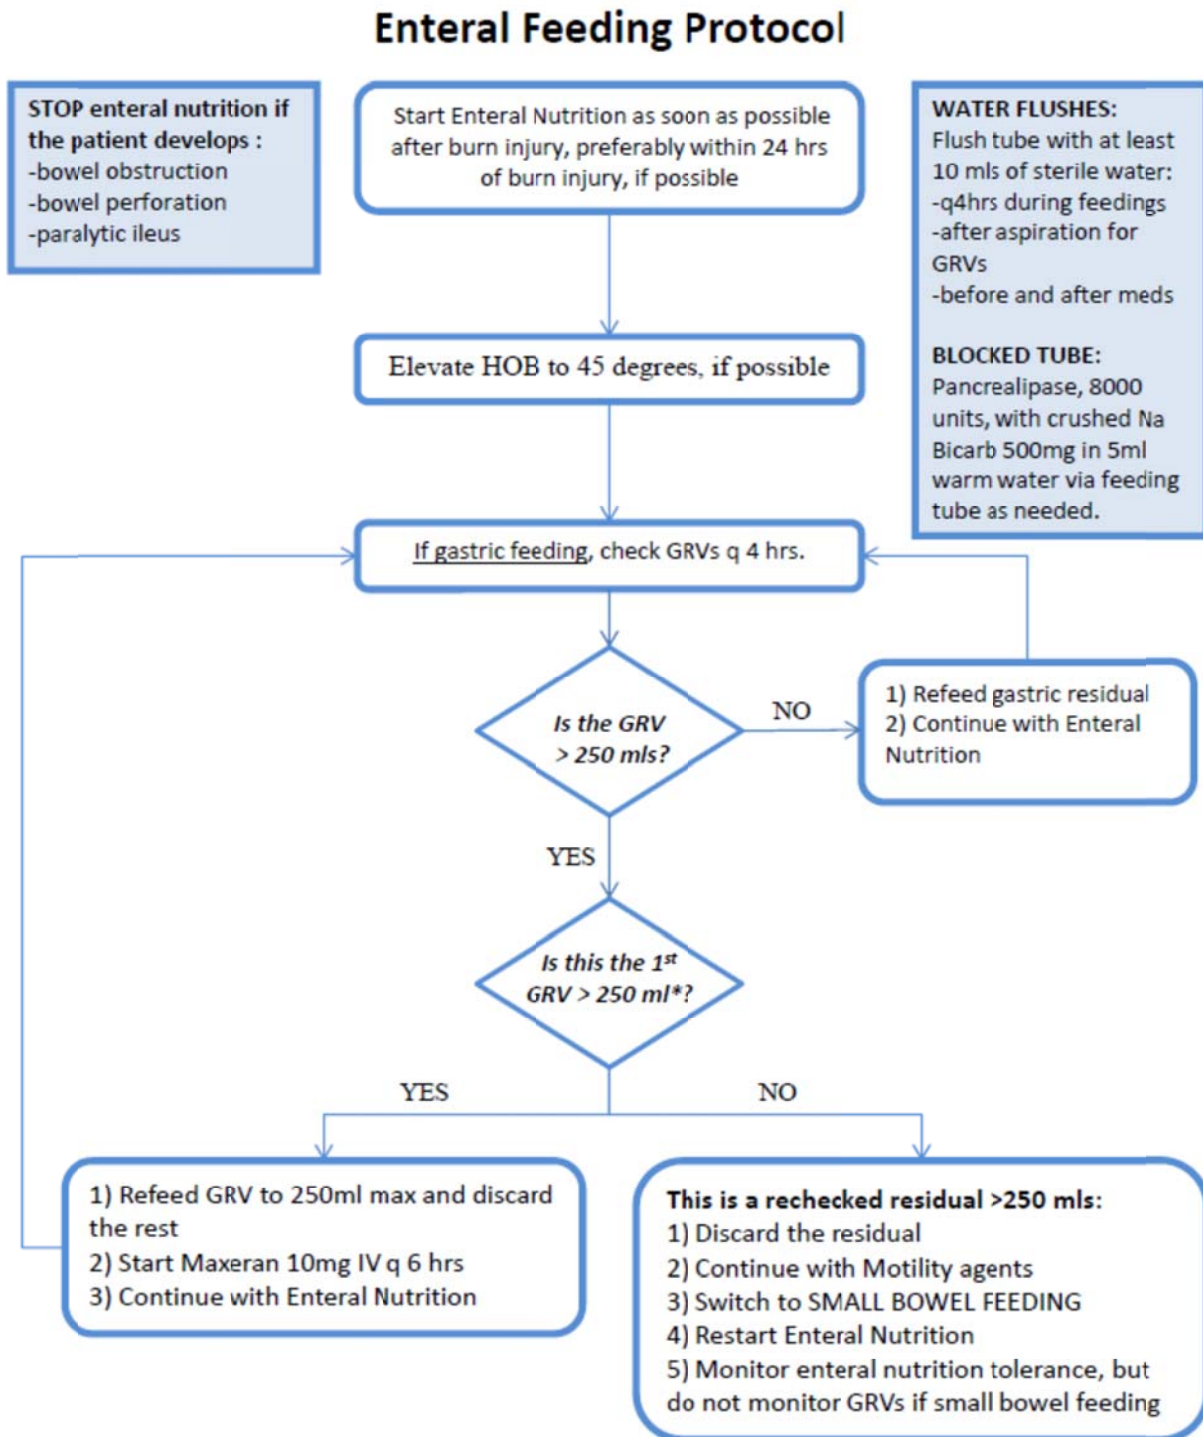 Enteral Feeding Protocol
STOP enteral nutrition if
the patient develops :
-bowel obstruction
-bowel perforation
-paralytic ileus
Start Enteral Nutrition as soon as possible
after burn injury, preferably within 24 hrs
of burn injury, if possible
WATER FLUSHES:
Flush tube with at least
10 mls of sterile water:
-q4hrs during feedings
-after aspiration for
GRVs
-before and after meds
BLOCKED TUBE:
Pancrealipase, 8000
units, with crushed Na
Bicarb 500mg in 5ml
warm water via feeding
tube as needed.
Elevate HOB to 45 degrees, if possible
If gastric feeding, check GRVs q 4 hrs.
Is the GRV
> 250 mls?
NO
1) Refeed gastric residual
2) Continue with Enteral
Nutrition
YES
Is this the 1st
GRV > 250 ml*?
YES
NO
1) Refeed GRV to 250ml max and discard
the rest
2) Start Maxeran 10mg IV q 6 hrs
3) Continue with Enteral Nutrition
This is a rechecked residual >250 mls:
1) Discard the residual
2) Continue with Motility agents
3) Switch to SMALL BOWEL FEEDING
4) Restart Enteral Nutrition
5) Monitor enteral nutrition tolerance, but
do not monitor GRVs if small bowel feeding